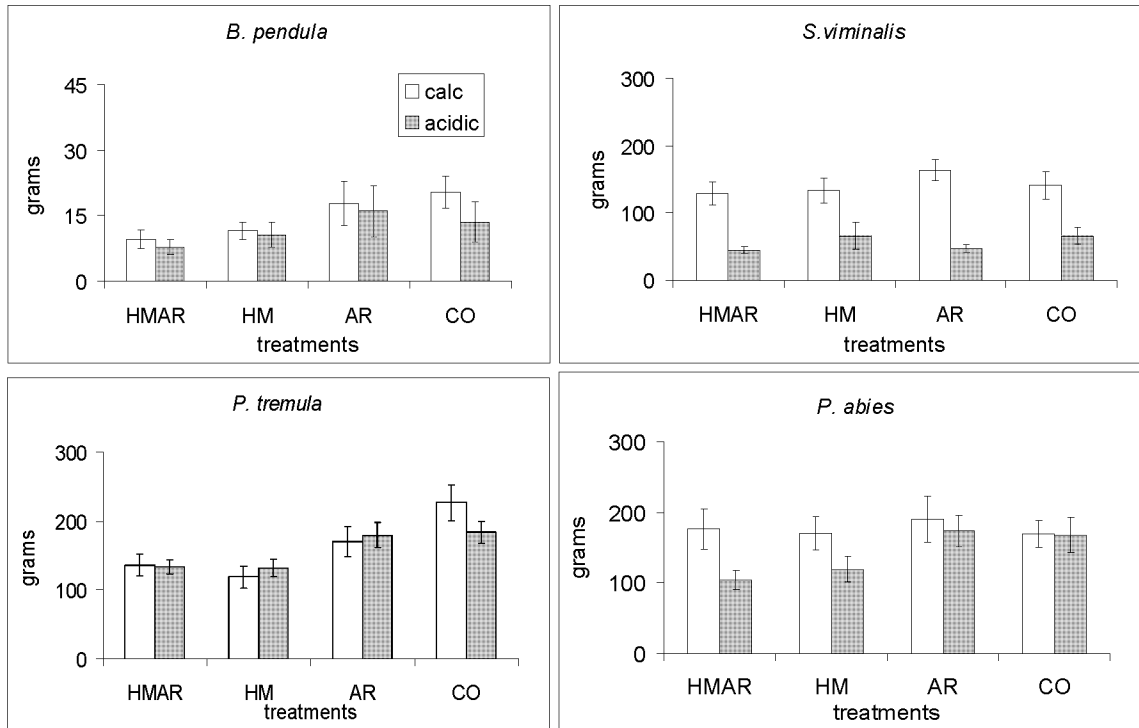 B. pendula
45
30
15
0
grams
calc
acidic
HMAR HM AR CO
treatments
S.viminalis
300
200
100
0
grams
HMAR HM AR CO
treatments
P. tremula
300
200
100
0
grams
HMAR HM AR CO
treatments
P. abies
300
200
100
0
grams
HMAR HM AR CO
treatments